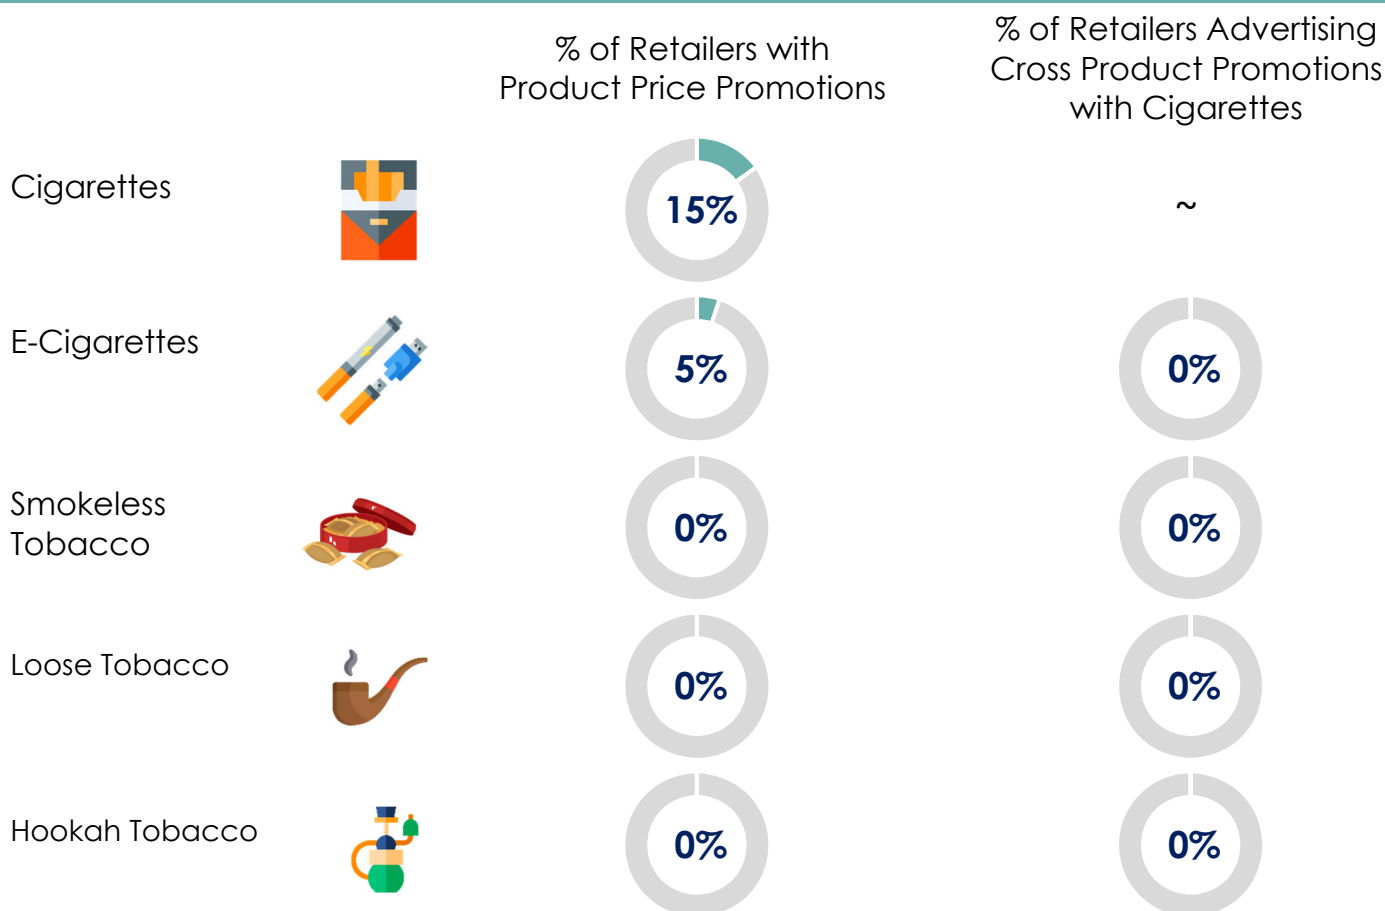 % of Retailers with
Product Price Promotions
% of Retailers Advertising
Cross Product Promotions
with Cigarettes
Cigarettes
15%
~
E-Cigarettes
5%
0%
Smokeless
Tobacco
0%
0%
Loose Tobacco
0%
0%
Hookah Tobacco
0%
0%